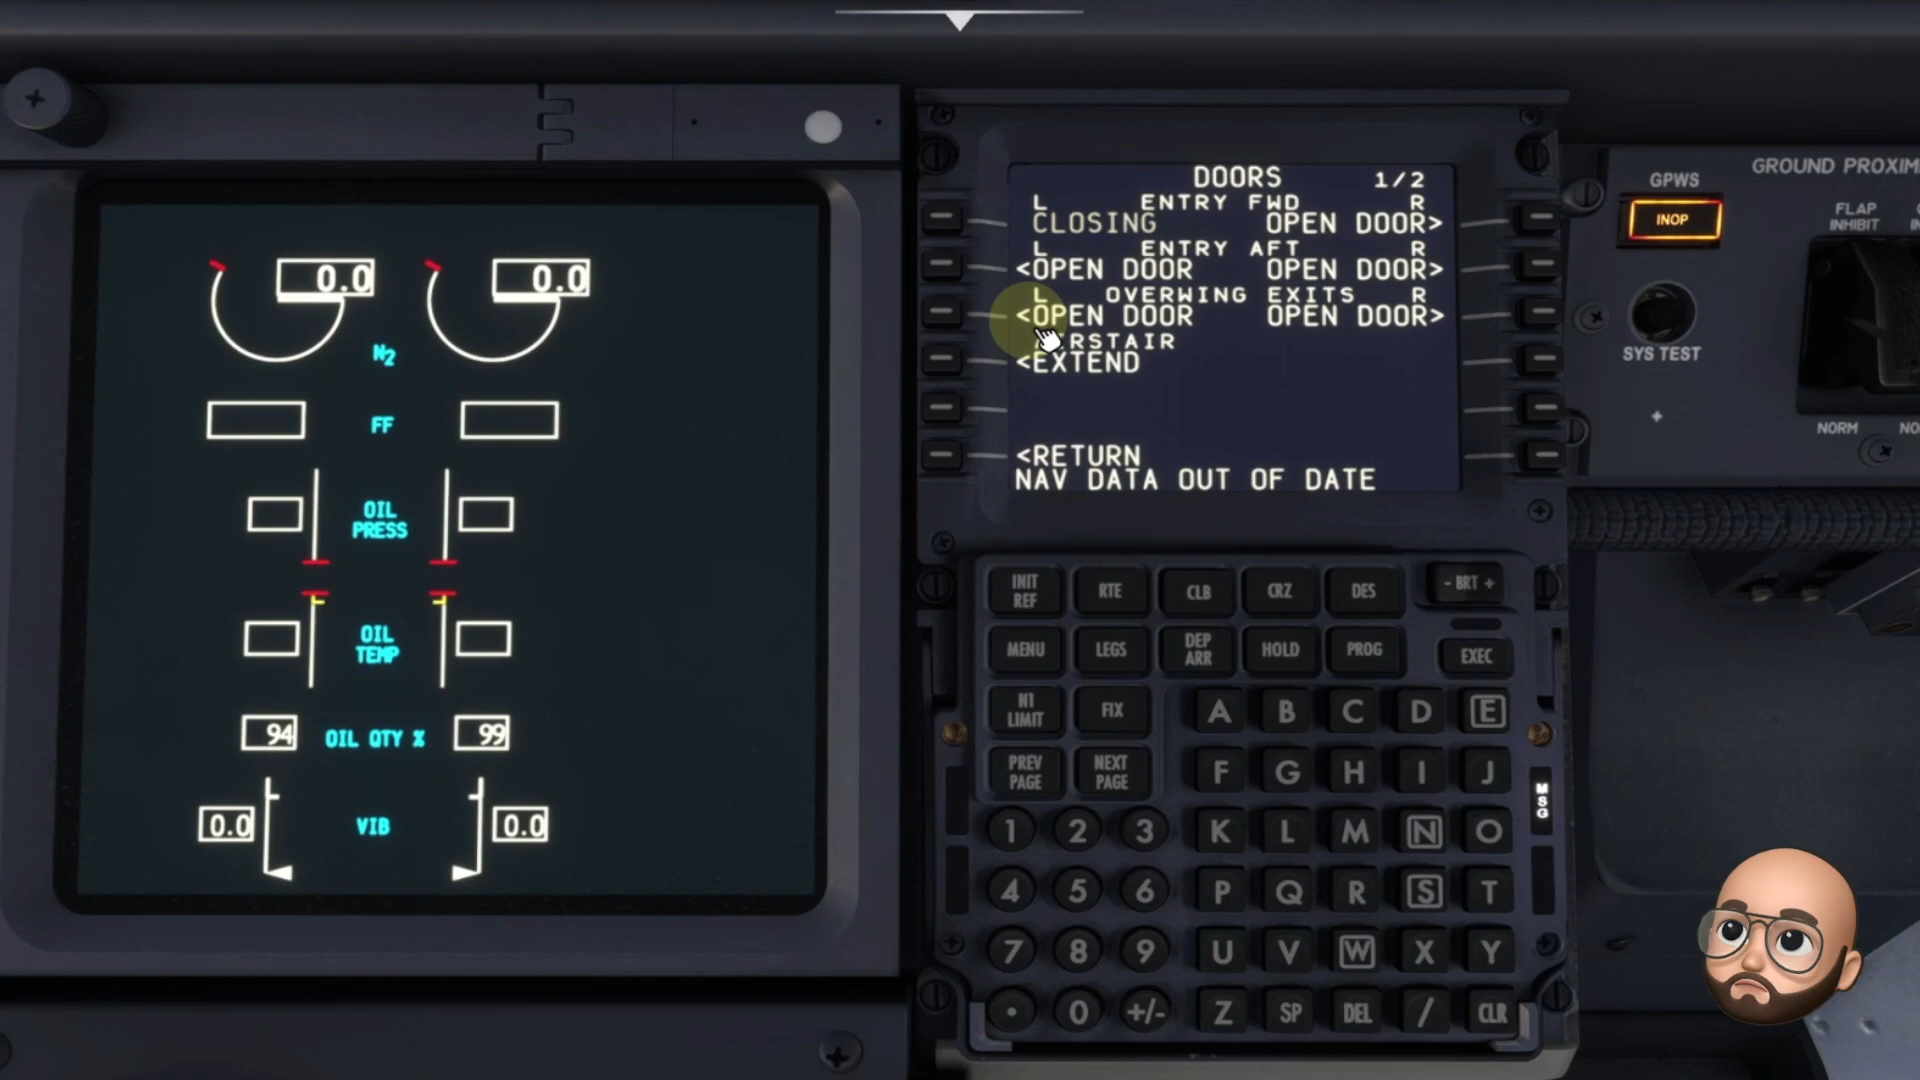 0.0 0.0
N2
FF
OIL
PRESS
OIL
TEMP
94 OIL QTY % 99
0.0 VIB 0.0
DOORS 1/2
L ENTRY FWD R
CLOSING OPEN DOOR>
L ENTRY AFT R
<OPEN DOOR OPEN DOOR>
L OVERWING EXITS R
<OPEN DOOR OPEN DOOR>
RSTAIR
<EXTEND
<RETURN
NAV DATA OUT OF DATE
INIT
REF
RTE
CLB
CRZ
DES
- BRT +
MENU
LEGS
DEP
ARR
HOLD
PROG
EXEC
N1
LIMIT
FIX
A B C D E
PREV
PAGE
NEXT
PAGE
F G H I J
1 2 3 K L M N O
4 5 6 P Q R S T
7 8 9 U V W X Y
. 0 +/- Z SP DEL / CLR
MSG
GPWS
INOP
SYS TEST
GROUND PROXIM
FLAP
INHIBIT
NORM